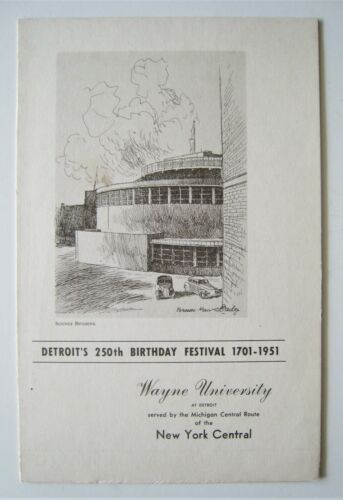 Science Building
DETROIT'S 250th BIRTHDAY FESTIVAL 1701-1951
Wayne University
AT DETROIT
served by the Michigan Central Route
of the
New York Central